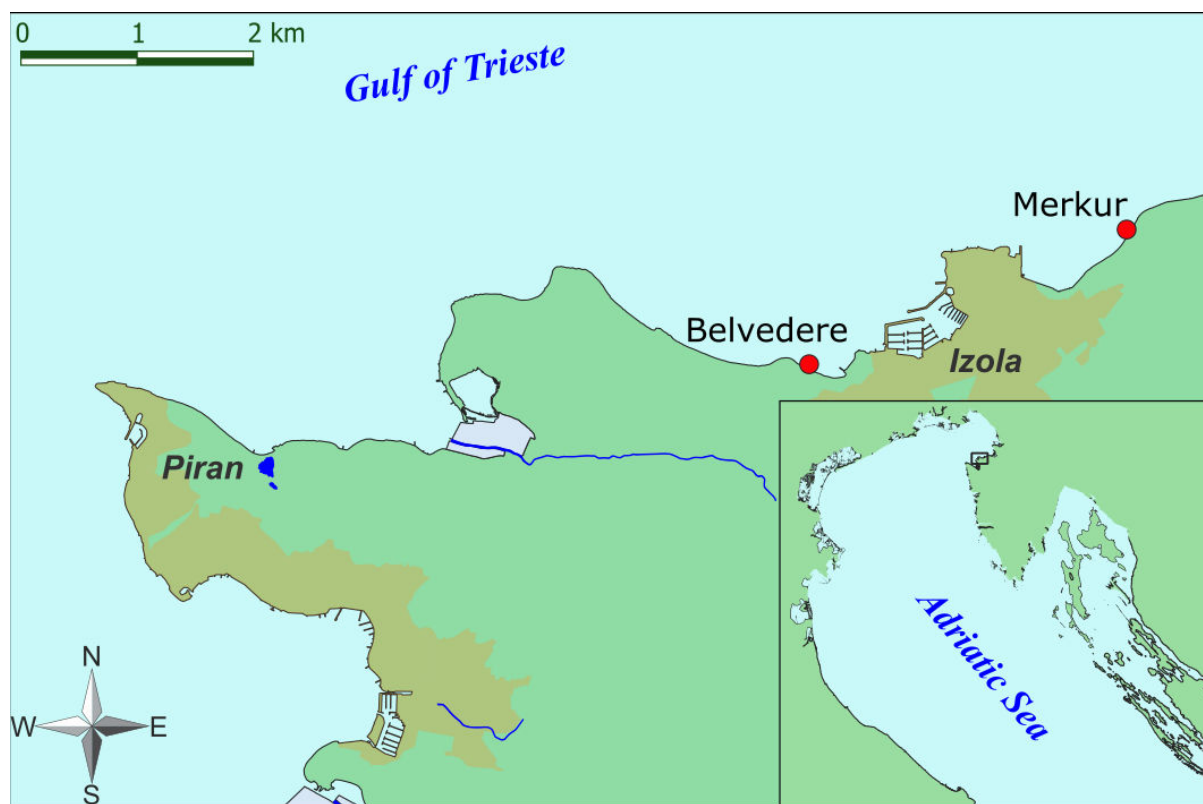 0 1 2 km
Gulf of Trieste
Merkur
Belvedere
Izola
Piran
Adriatic Sea
N
W E
S